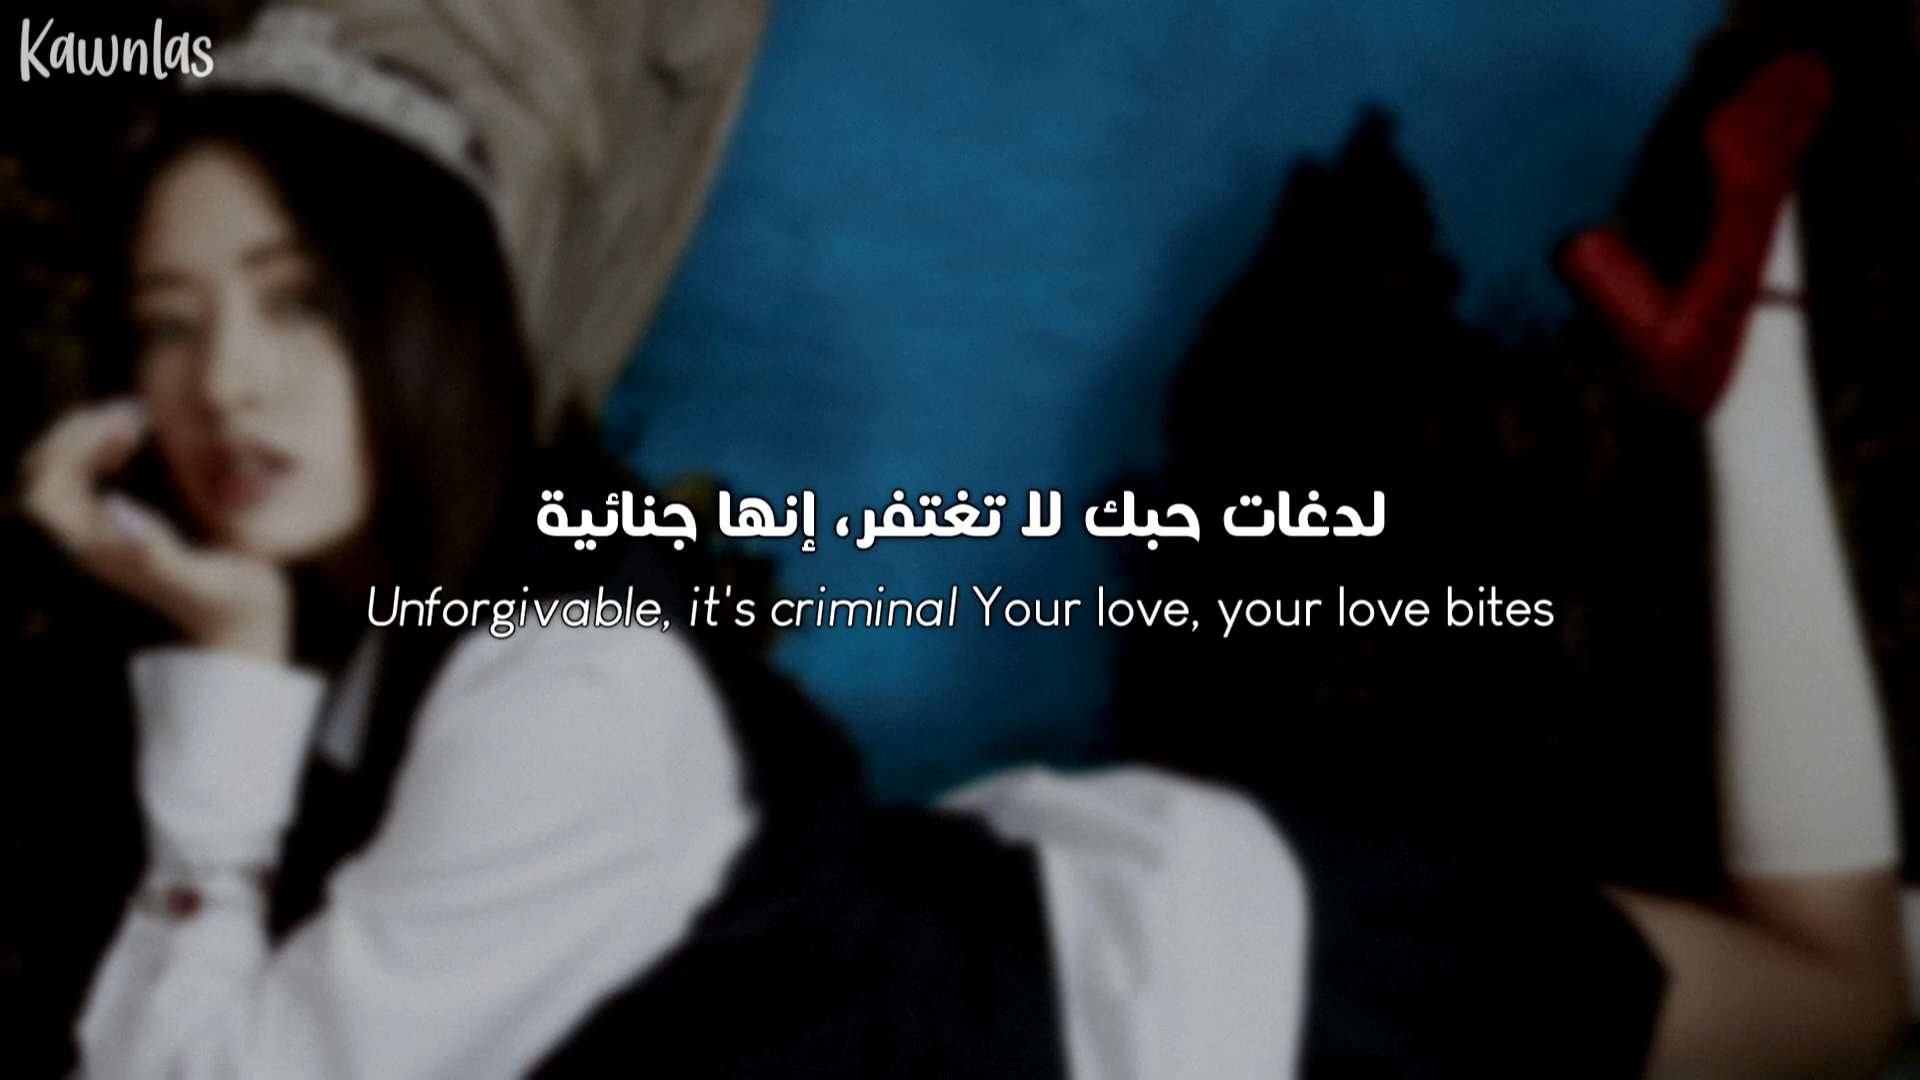 Kawnlas
لدغات حبك لا تغتفر، إنها جنائية
Unforgivable, it's criminal Your love, your love bites